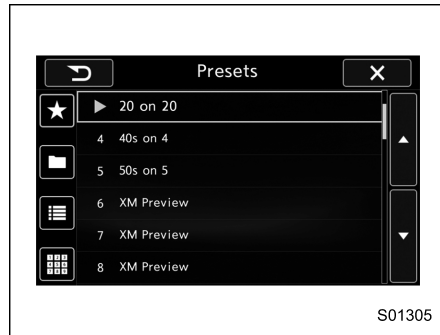 Presets
20 on 20
4 40s on 4
5 50s on 5
6 XM Preview
7 XM Preview
8 XM Preview
S01305